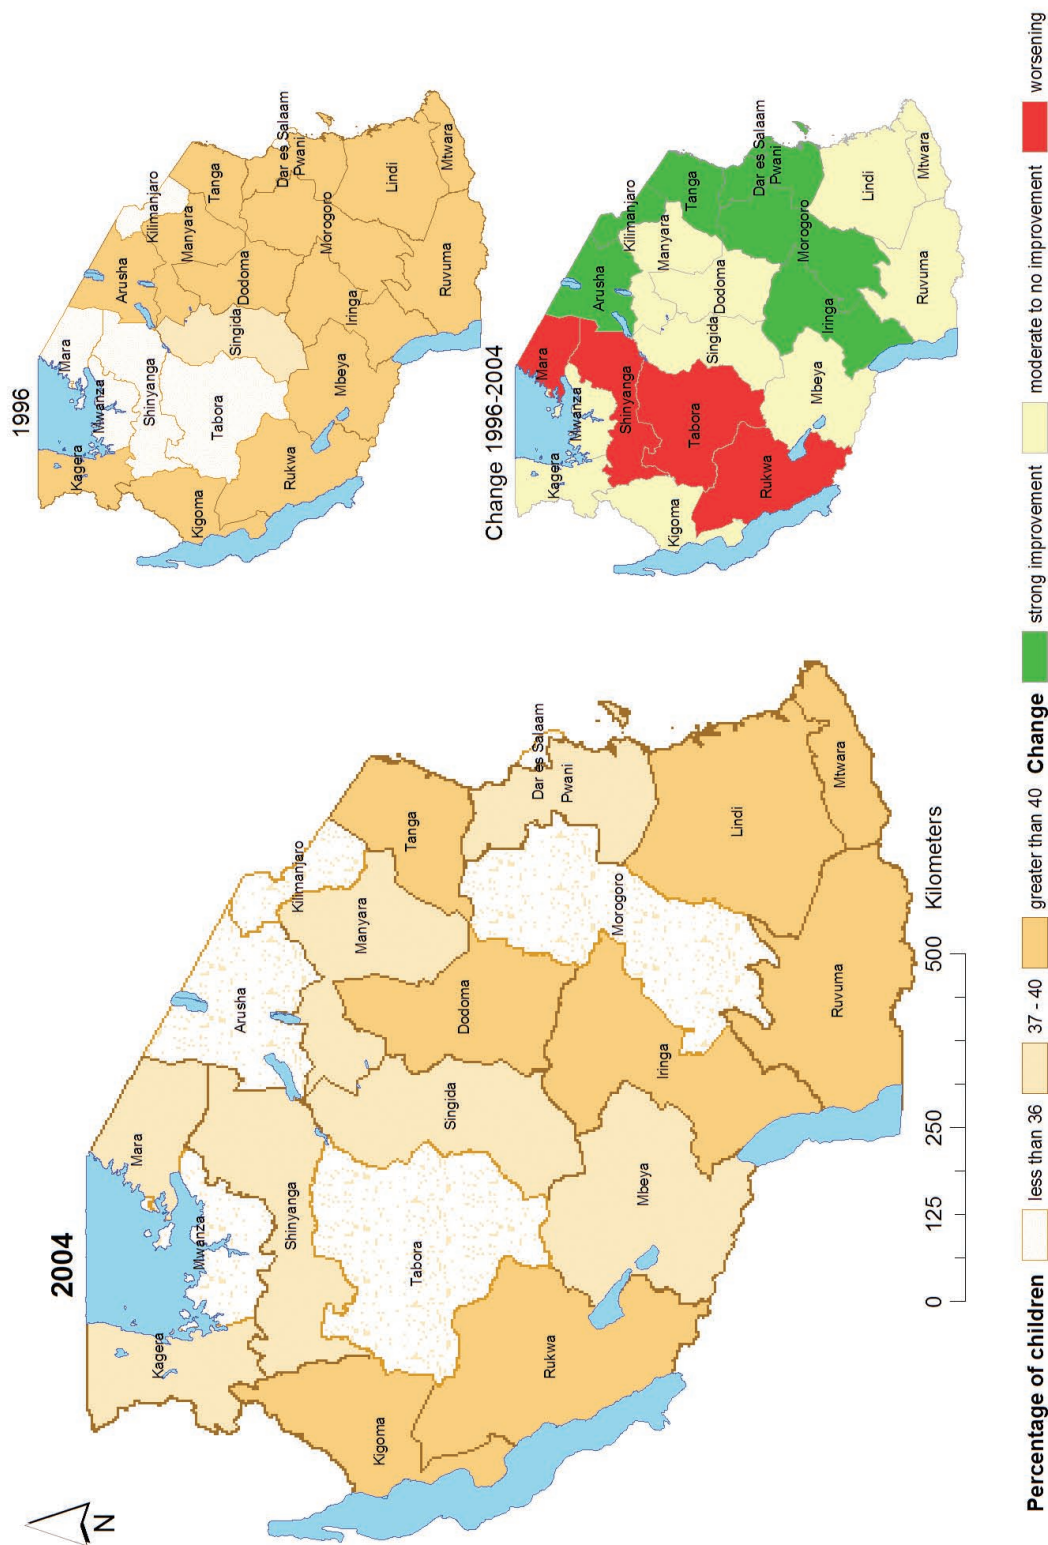 2004
N
Kagera
Mwanza
Mara
Arusha
Kilimanjaro
Shinyanga
Manyara
Tanga
Kigoma
Tabora
Singida
Dodoma
Dar es Salaam
Pwani
Rukwa
Mbeya
Iringa
Morogoro
Lindi
Ruvuma
Mtwara
0 125 250 500 Kilometers
1996
Kagera
Mwanza
Mara
Arusha
Kilimanjaro
Shinyanga
Manyara
Tanga
Kigoma
Tabora
Singida
Dodoma
Dar es Salaam
Pwani
Rukwa
Mbeya
Iringa
Morogoro
Lindi
Ruvuma
Mtwara
Change 1996-2004
Kagera
Mwanza
Mara
Arusha
Kilimanjaro
Shinyanga
Manyara
Tanga
Kigoma
Tabora
Singida
Dodoma
Dar es Salaam
Pwani
Rukwa
Mbeya
Iringa
Morogoro
Lindi
Ruvuma
Mtwara
Percentage of children less than 36 37 - 40 greater than 40 Change strong improvement moderate to no improvement worsening